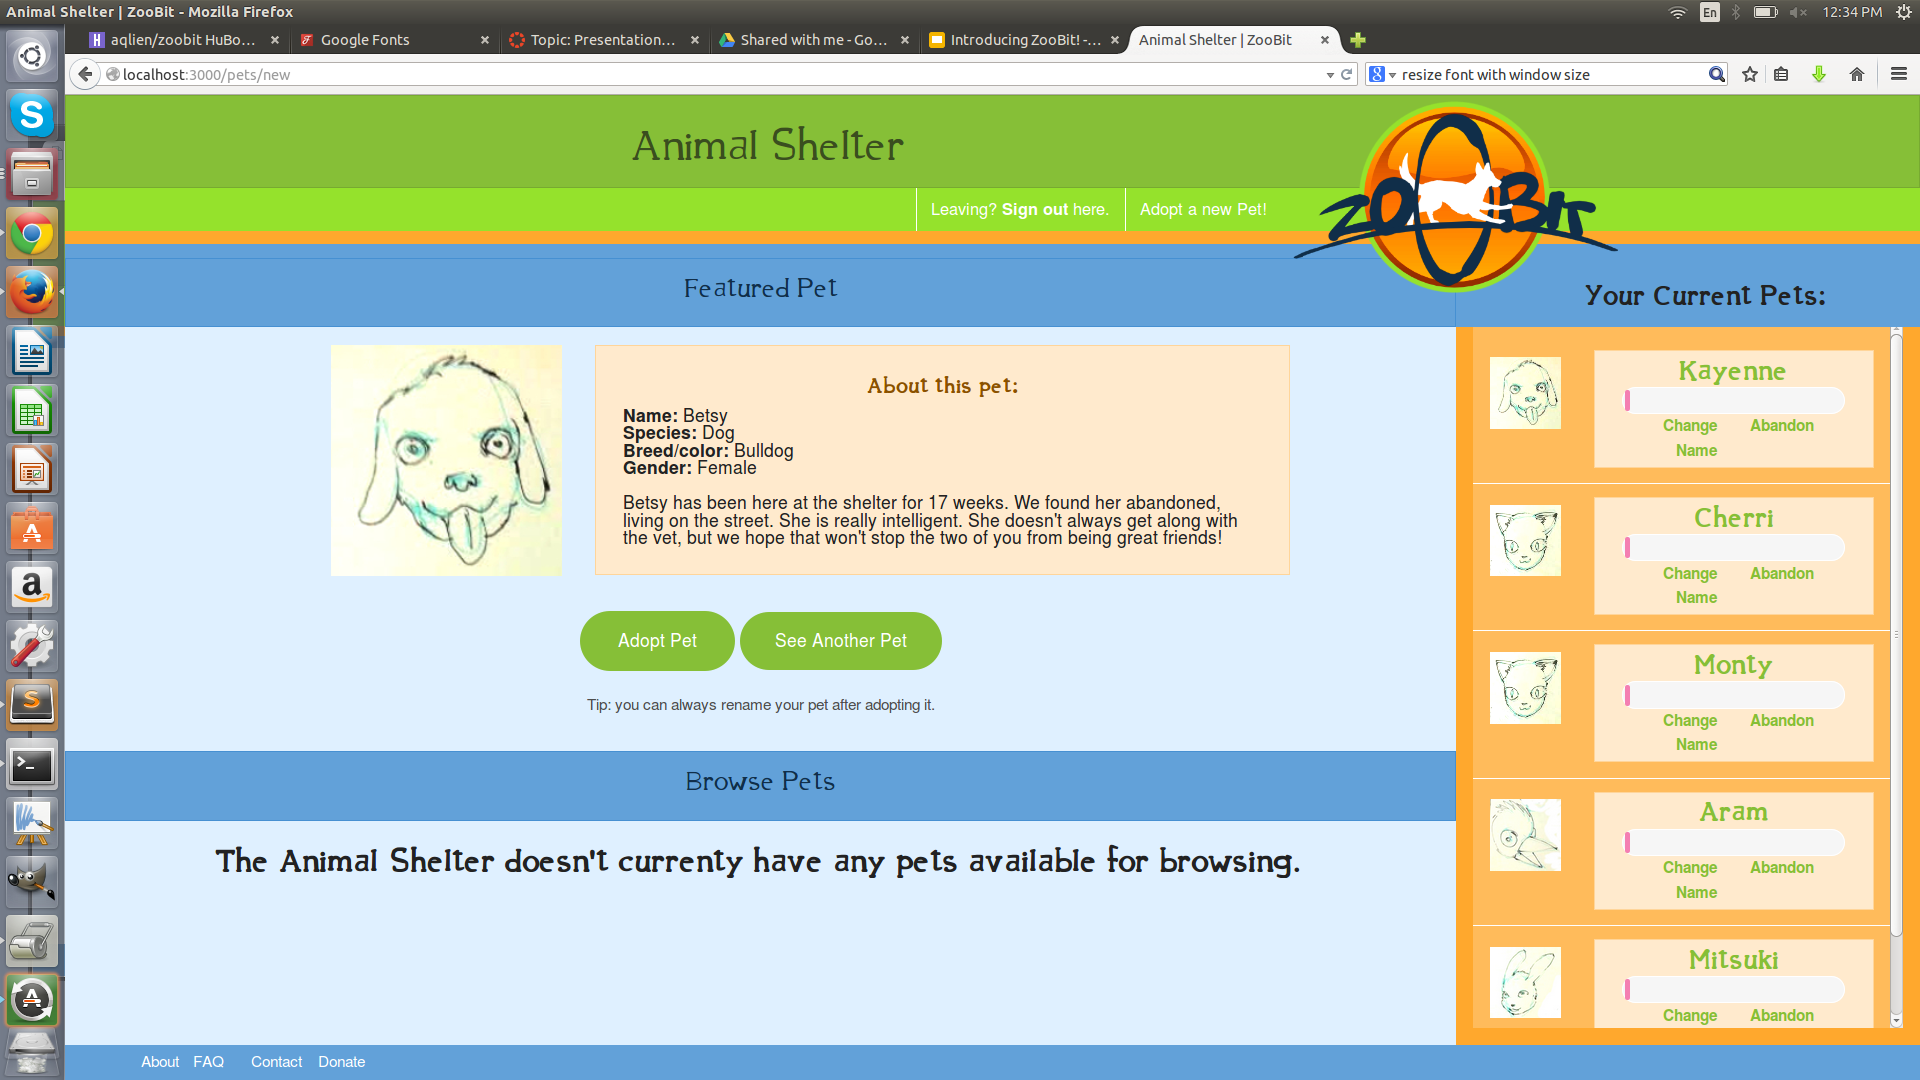 Animal Shelter | ZooBit - Mozilla Firefox
En
12:34 PM
aqlien/zoobit HuBo...
Google Fonts
Topic: Presentation...
Shared with me - Go...
Introducing ZooBit! -...
Animal Shelter | ZooBit
localhost:3000/pets/new
resize font with window size
Animal Shelter
ZOOBIT
Leaving? Sign out here.
Adopt a new Pet!
Featured Pet
Your Current Pets:
About this pet:
Name: Betsy
Species: Dog
Breed/color: Bulldog
Gender: Female
Betsy has been here at the shelter for 17 weeks. We found her abandoned,
living on the street. She is really intelligent. She doesn't always get along with
the vet, but we hope that won't stop the two of you from being great friends!
Adopt Pet
See Another Pet
Tip: you can always rename your pet after adopting it.
Browse Pets
The Animal Shelter doesn't currenty have any pets available for browsing.
Kayenne
Change Name
Abandon
Cherri
Change Name
Abandon
Monty
Change Name
Abandon
Aram
Change Name
Abandon
Mitsuki
Change
Abandon
About
FAQ
Contact
Donate